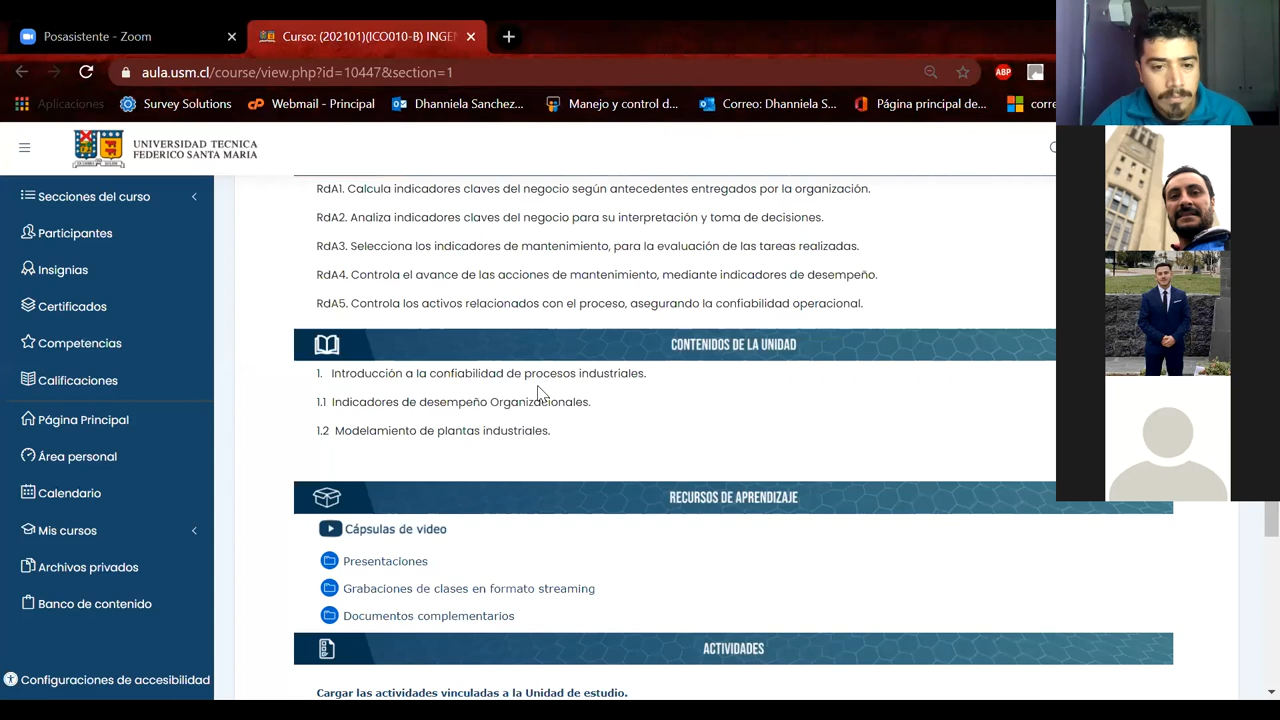 Posasistente - Zoom
Curso: (202101)(ICO010-B) INGE
aula.usm.cl/course/view.php?id=10447&section=1
ABP
Aplicaciones
Survey Solutions
Webmail - Principal
Dhanniela Sanchez...
Manejo y control d...
Correo: Dhanniela S...
Página principal de...
corre
UNIVERSIDAD TECNICA
FEDERICO SANTA MARIA
Secciones del curso
Participantes
Insignias
Certificados
Competencias
Calificaciones
Página Principal
Área personal
Calendario
Mis cursos
Archivos privados
Banco de contenido
Configuraciones de accesibilidad
RdA1. Calcula indicadores claves del negocio según antecedentes entregados por la organización.
RdA2. Analiza indicadores claves del negocio para su interpretación y toma de decisiones.
RdA3. Selecciona los indicadores de mantenimiento, para la evaluación de las tareas realizadas.
RdA4. Controla el avance de las acciones de mantenimiento, mediante indicadores de desempeño.
RdA5. Controla los activos relacionados con el proceso, asegurando la confiabilidad operacional.
CONTENIDOS DE LA UNIDAD
1. Introducción a la confiabilidad de procesos industriales.
1.1 Indicadores de desempeño Organizacionales.
1.2 Modelamiento de plantas industriales.
RECURSOS DE APRENDIZAJE
Cápsulas de video
Presentaciones
Grabaciones de clases en formato streaming
Documentos complementarios
ACTIVIDADES
Cargar las actividades vinculadas a la Unidad de estudio.